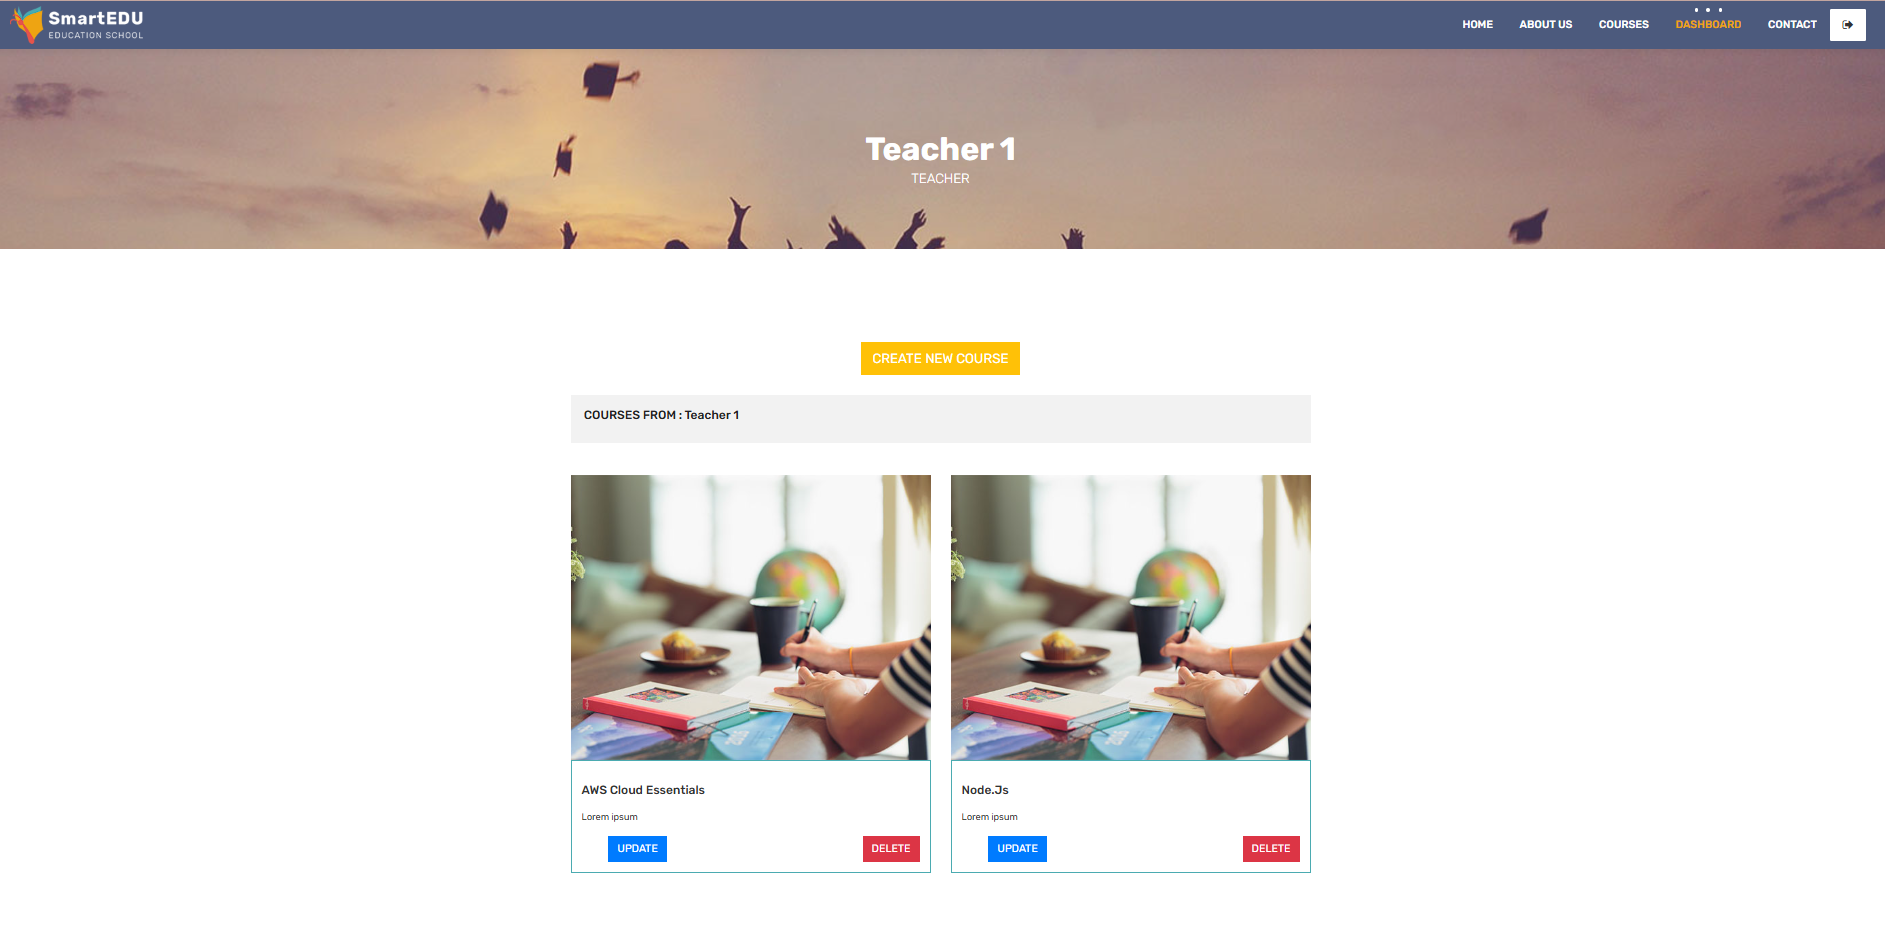 SmartEDU
EDUCATION SCHOOL
HOME ABOUT US COURSES DASHBOARD CONTACT
Teacher 1
TEACHER
CREATE NEW COURSE
COURSES FROM : Teacher 1
AWS Cloud Essentials
Lorem ipsum
UPDATE DELETE
Node.Js
Lorem ipsum
UPDATE DELETE